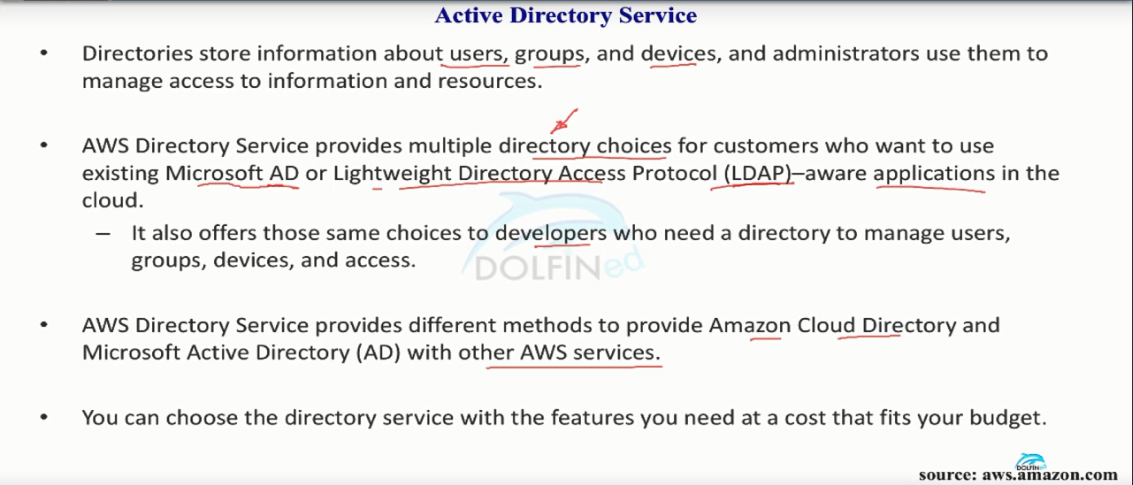 Active Directory Service
• Directories store information about users, groups, and devices, and administrators use them to
manage access to information and resources.
• AWS Directory Service provides multiple directory choices for customers who want to use
existing Microsoft AD or Lightweight Directory Access Protocol (LDAP)–aware applications in the
cloud.
– It also offers those same choices to developers who need a directory to manage users,
groups, devices, and access.
DOLFINed
• AWS Directory Service provides different methods to provide Amazon Cloud Directory and
Microsoft Active Directory (AD) with other AWS services.
• You can choose the directory service with the features you need at a cost that fits your budget.
DOLFINed
source: aws.amazon.com